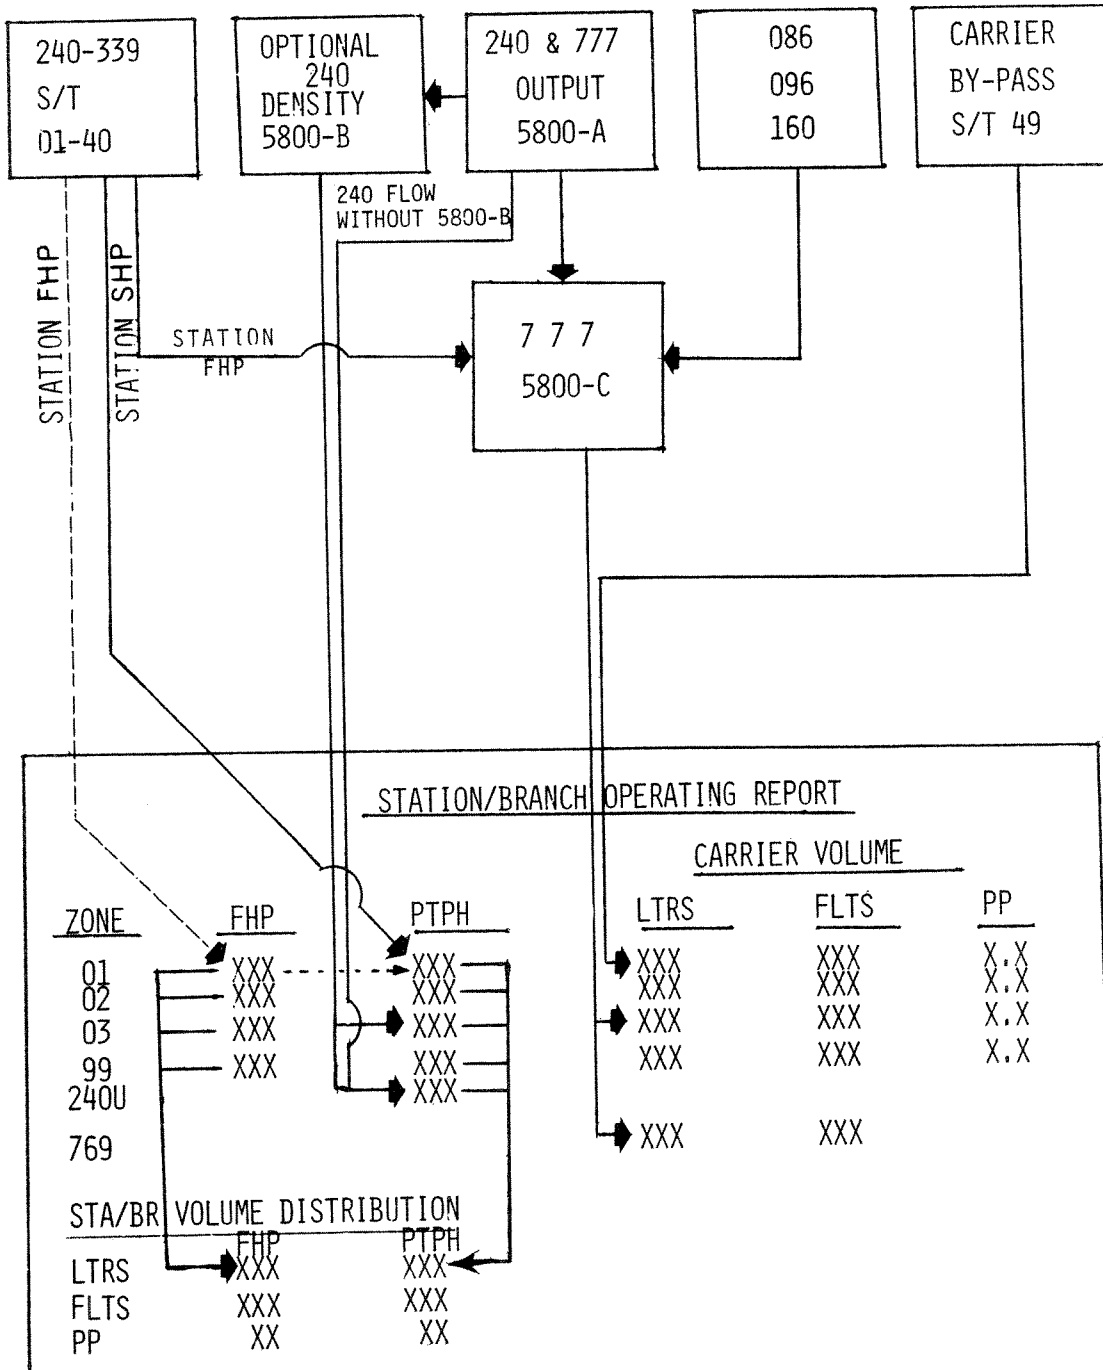 240-339
S/T
01-40
OPTIONAL
240
DENSITY
5800-B
240 & 777
OUTPUT
5800-A
086
096
160
CARRIER
BY-PASS
S/T 49
240 FLOW
WITHOUT 5800-B
STATION FHP
STATION SHP
STATION
FHP
7 7 7
5800-C
STATION/BRANCH OPERATING REPORT
CARRIER VOLUME
ZONE FHP PTPH LTRS FLTS PP
01 XXX XXX XXX XXX X.X
02 XXX XXX XXX XXX X.X
03 XXX XXX XXX XXX X.X
99 XXX XXX XXX XXX X.X
240U XXX
769 XXX XXX
STA/BR VOLUME DISTRIBUTION
FHP PTPH
LTRS XXX XXX
FLTS XXX XXX
PP XX XX